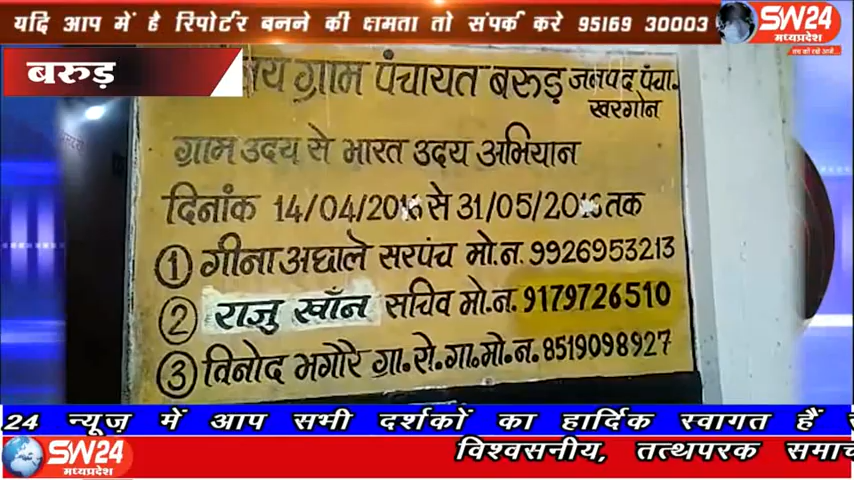 यदि आप में है रिपोर्टर बनने की क्षमता तो संपर्क करे 95169 30003
SW24
मध्यप्रदेश
बरुड़
ग्राम पंचायत बरुड़ जनपद पंचा.
खरगोन
ग्राम उदय से भारत उदय अभियान
दिनांक 14/04/2016 से 31/05/2016 तक
1 गीना अछाले सरपंच मो.न. 9926953213
2 राजु खाँन सचिव मो.न. 9179726510
3 विनोद भगौरे ग्रा.रो.गा.मो.न. 8519098927
24 न्यूज़ में आप सभी दर्शकों का हार्दिक स्वागत हैं
विश्वसनीय, तत्थपरक
SW24
मध्यप्रदेश